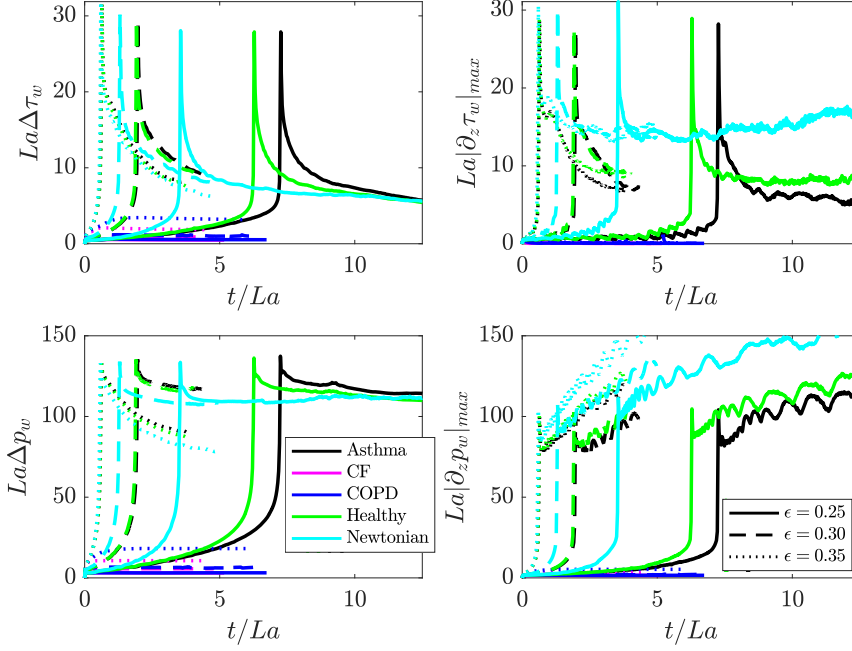 30
20
10
0
0
5
10
t/La
LaΔτ_w
30
20
10
0
0
5
10
t/La
La|∂_zτ_w|_max
150
100
50
0
0
5
10
t/La
LaΔp_w
Asthma
CF
COPD
Healthy
Newtonian
150
100
50
0
0
5
10
t/La
La|∂_zp_w|_max
ϵ = 0.25
ϵ = 0.30
ϵ = 0.35